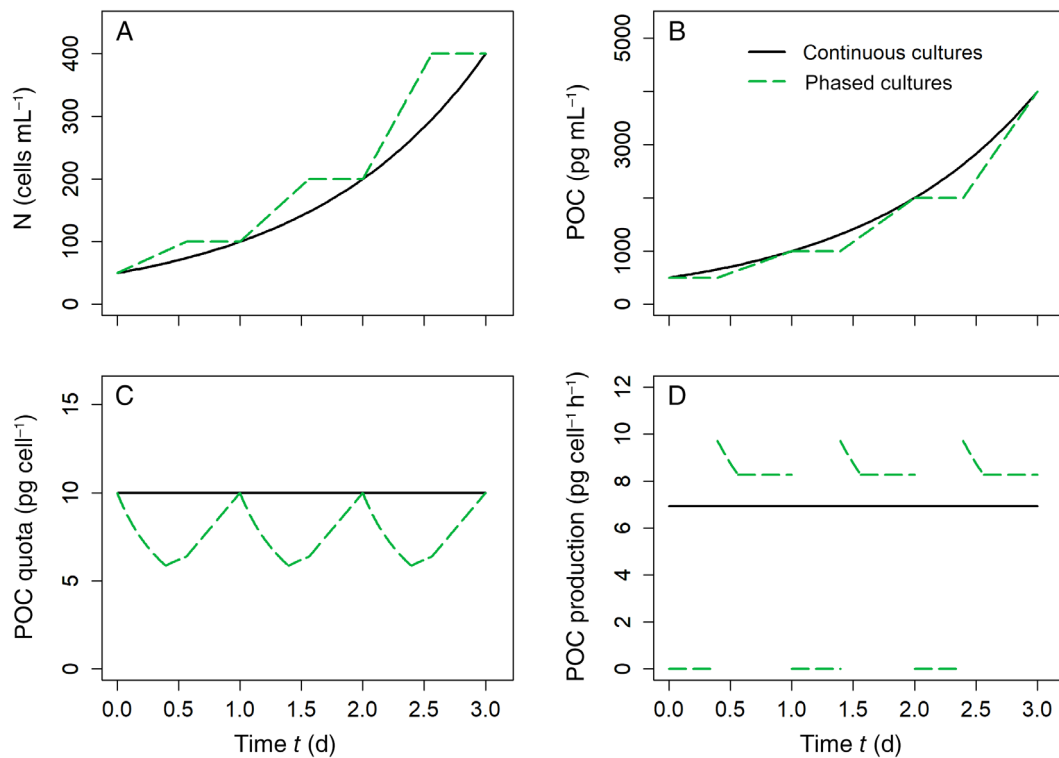 A
N (cells mL⁻¹)
0
100
200
300
400
B
POC (pg mL⁻¹)
0
1000
3000
5000
Continuous cultures
Phased cultures
C
POC quota (pg cell⁻¹)
0
5
10
15
0.0 0.5 1.0 1.5 2.0 2.5 3.0
Time t (d)
D
POC production (pg cell⁻¹ h⁻¹)
0
2
4
6
8
10
12
0.0 0.5 1.0 1.5 2.0 2.5 3.0
Time t (d)